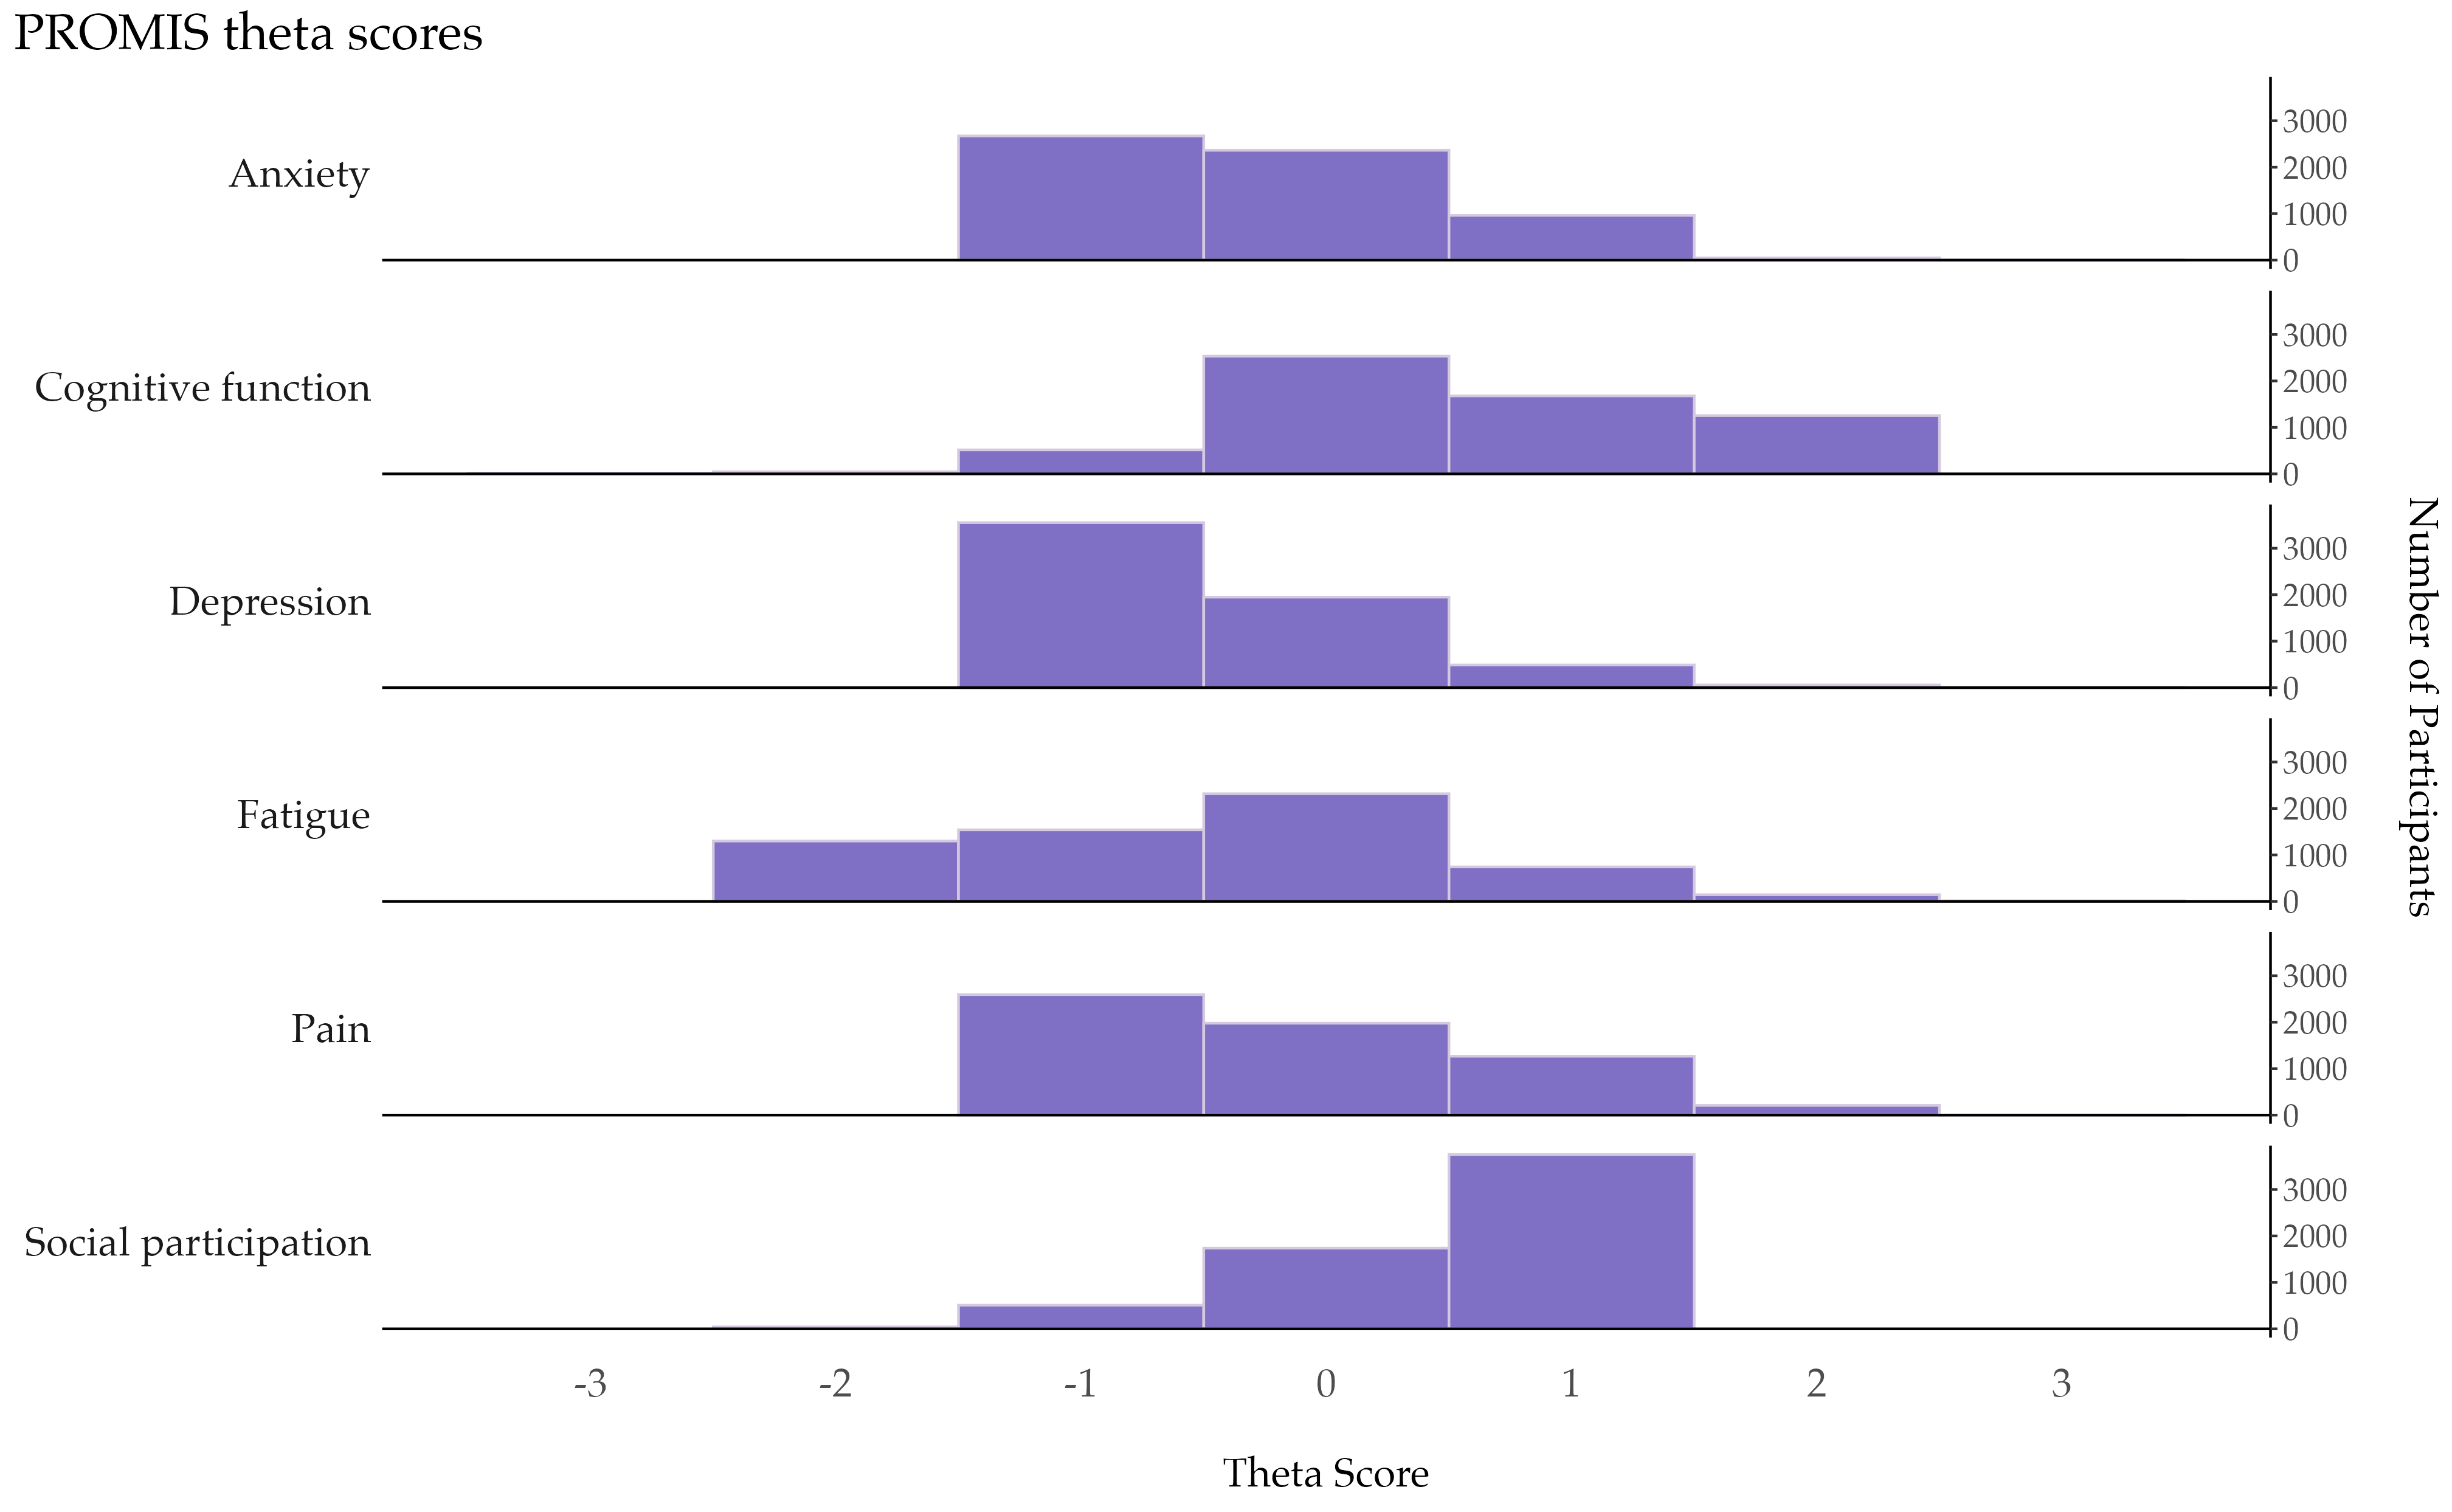 PROMIS theta scores
Anxiety
3000
2000
1000
0
Cognitive function
3000
2000
1000
0
Depression
3000
2000
1000
0
Fatigue
3000
2000
1000
0
Pain
3000
2000
1000
0
Social participation
3000
2000
1000
0
Number of Participants
-3 -2 -1 0 1 2 3
Theta Score